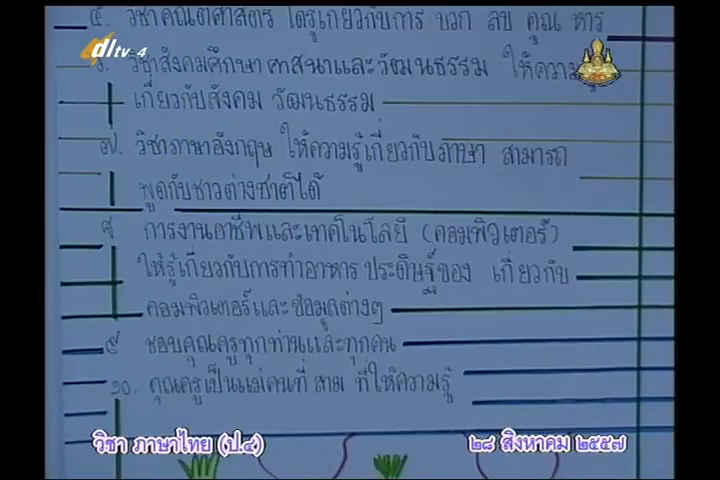 ๕. วิชาคณิตศาสตร์ ได้รู้เกี่ยวกับการ บวก ลบ คูณ หาร
dltv-4
๖. วิชาสังคมศึกษา ศาสนาและวัฒนธรรม ให้ความรู้
เกี่ยวกับสังคม วัฒนธรรม
๗. วิชาภาษาอังกฤษ ให้ความรู้เกี่ยวกับภาษา สามารถ
พูดกับชาวต่างชาติได้
๘ การงานอาชีพและเทคโนโลยี (คอมพิวเตอร์)
ให้รู้เกี่ยวกับการทำอาหาร ประดิษฐ์ของ เกี่ยวกับ
คอมพิวเตอร์และข้อมูลต่างๆ
๙ ชอบคุณครูทุกท่านและทุกคน
๑๐. คุณครูเป็นแม่คนที่ สาม ที่ให้ความรู้
วิชา ภาษาไทย (ป.๔)
๒๘ สิงหาคม ๒๕๕๗